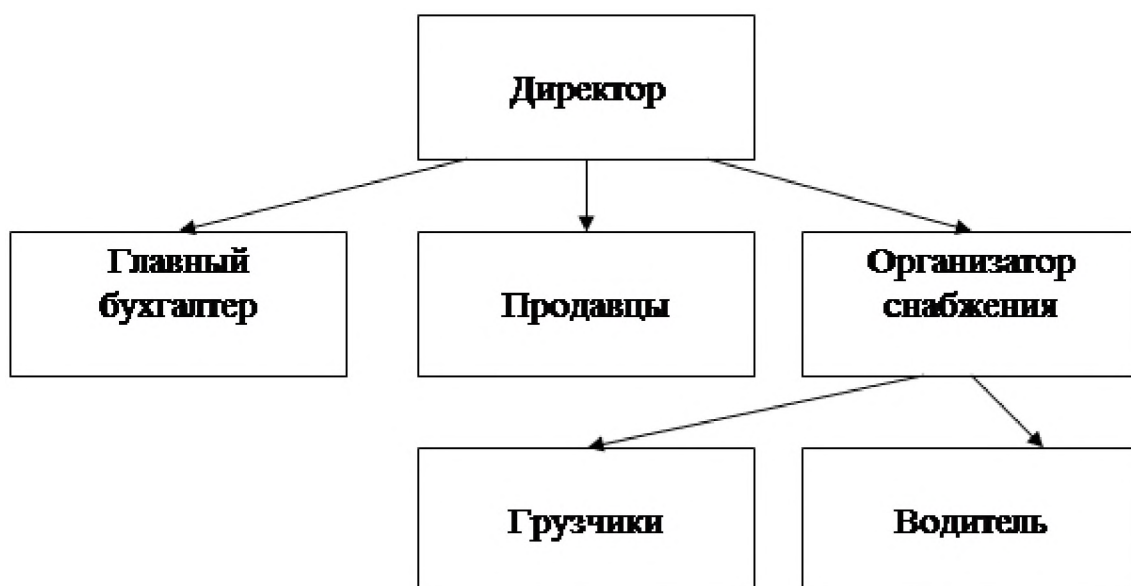 Директор
Главный
бухгалтер
Продавцы
Организатор
снабжения
Грузчики
Водитель